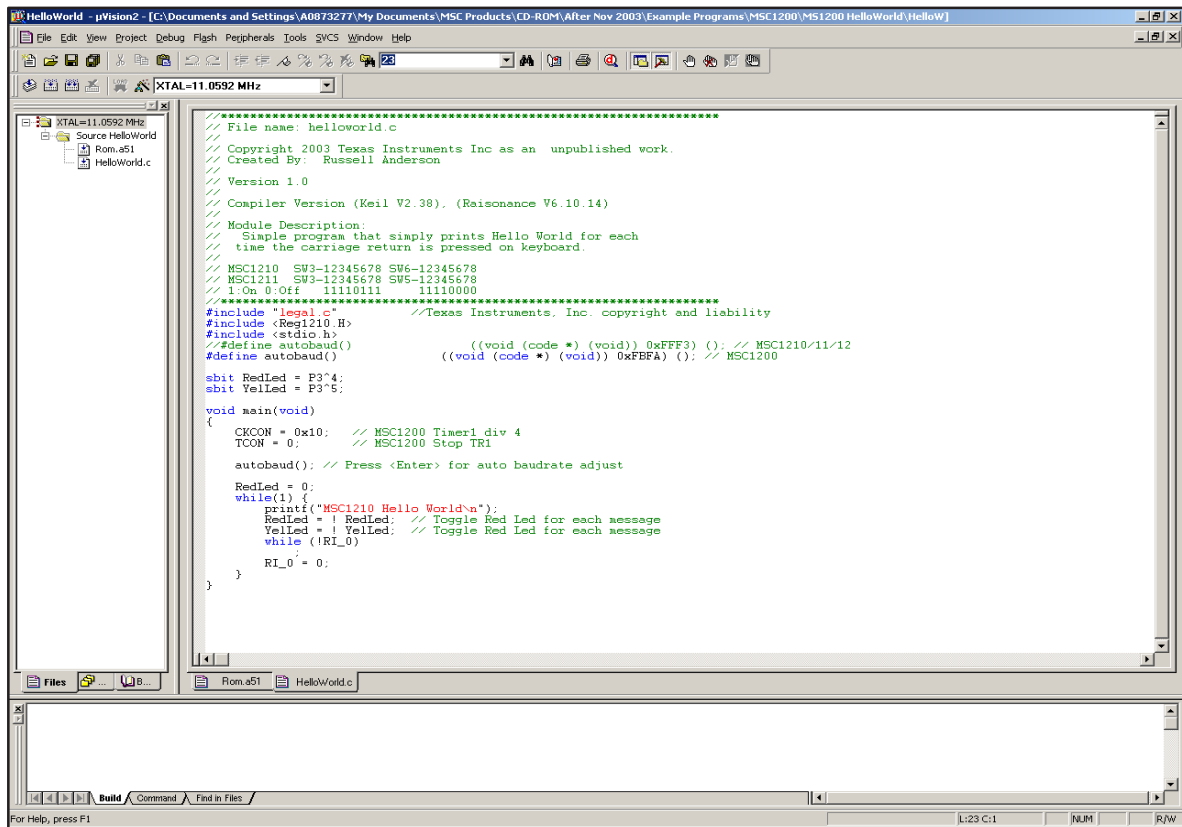 HelloWorld - µVision2 - [C:\Documents and Settings\A0873277\My Documents\MSC Products\CD-ROM\After Nov 2003\Example Programs\MSC1200\MS1200 HelloWorld\HelloW]
File Edit View Project Debug Flash Peripherals Tools SVCS Window Help
23
XTAL=11.0592 MHz
XTAL=11.0592 MHz
Source HelloWorld
Rom.a51
HelloWorld.c
//*********************************************************************
// File name: helloworld.c
//
// Copyright 2003 Texas Instruments Inc as an  unpublished work.
// Created By:  Russell Anderson
//
// Version 1.0
//
// Compiler Version (Keil V2.38), (Raisonance V6.10.14)
//
// Module Description:
//   Simple program that simply prints Hello World for each
//  time the carriage return is pressed on keyboard.
//
// MSC1210  SW3-12345678 SW6-12345678
// MSC1211  SW3-12345678 SW5-12345678
// 1:On 0:Off   11110111     11110000
//*********************************************************************
#include "legal.c"          //Texas Instruments, Inc. copyright and liability
#include <Reg1210.H>
#include <stdio.h>
//#define autobaud()                ((void (code *) (void)) 0xFFF3) (); // MSC1210/11/12
#define autobaud()              ((void (code *) (void)) 0xFBFA) (); // MSC1200
sbit RedLed = P3^4;
sbit YelLed = P3^5;
void main(void)
{
    CKCON = 0x10;   // MSC1200 Timer1 div 4
    TCON = 0;       // MSC1200 Stop TR1
    autobaud(); // Press <Enter> for auto baudrate adjust
    RedLed = 0;
    while(1) {
        printf("MSC1210 Hello World\n");
        RedLed = ! RedLed;  // Toggle Red Led for each message
        YelLed = ! YelLed;  // Toggle Red Led for each message
        while (!RI_0)
            ;
        RI_0 = 0;
    }
}
Files ... B...
Rom.a51 HelloWorld.c
Build Command Find in Files
For Help, press F1 L:23 C:1 NUM R/W